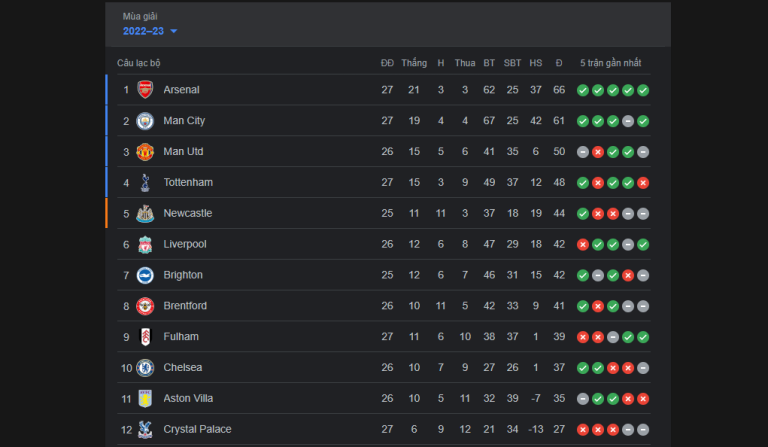 Mùa giải
2022–23
Câu lạc bộ ĐĐ Thắng H Thua BT SBT HS Đ 5 trận gần nhất
1 Arsenal 27 21 3 3 62 25 37 66
2 Man City 27 19 4 4 67 25 42 61
3 Man Utd 26 15 5 6 41 35 6 50
4 Tottenham 27 15 3 9 49 37 12 48
5 Newcastle 25 11 11 3 37 18 19 44
6 Liverpool 26 12 6 8 47 29 18 42
7 Brighton 25 12 6 7 46 31 15 42
8 Brentford 26 10 11 5 42 33 9 41
9 Fulham 27 11 6 10 38 37 1 39
10 Chelsea 26 10 7 9 27 26 1 37
11 Aston Villa 26 10 5 11 32 39 -7 35
12 Crystal Palace 27 6 9 12 21 34 -13 27